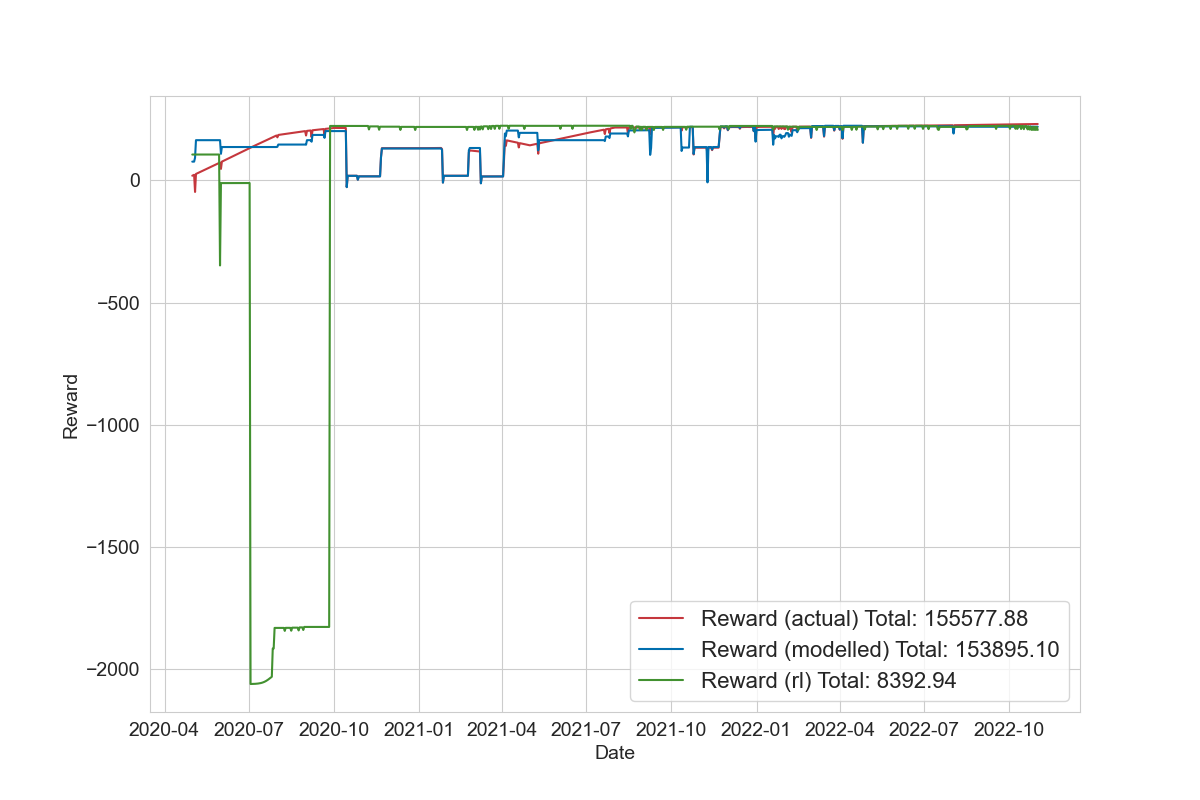 0
−500
−1000
−1500
−2000
Reward
Reward (actual) Total: 155577.88
Reward (modelled) Total: 153895.10
Reward (rl) Total: 8392.94
2020-04 2020-07 2020-10 2021-01 2021-04 2021-07 2021-10 2022-01 2022-04 2022-07 2022-10
Date